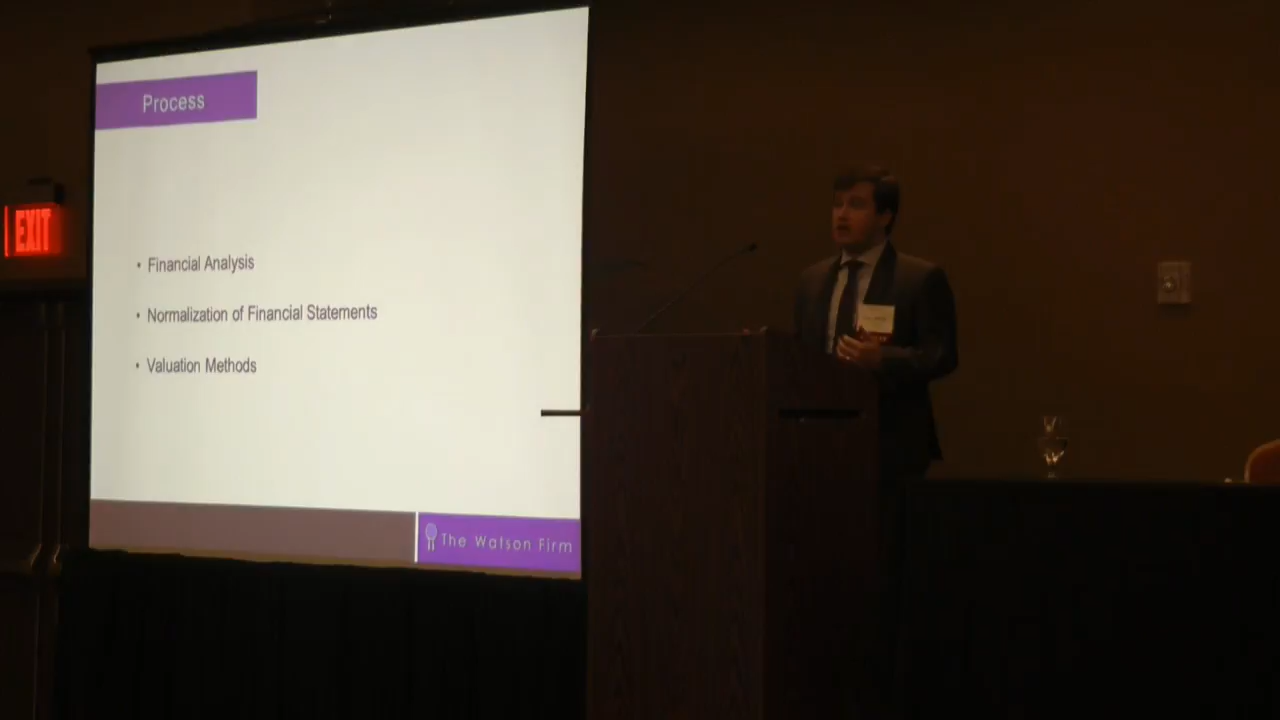 Process
EXIT
• Financial Analysis
• Normalization of Financial Statements
• Valuation Methods
The Watson Firm